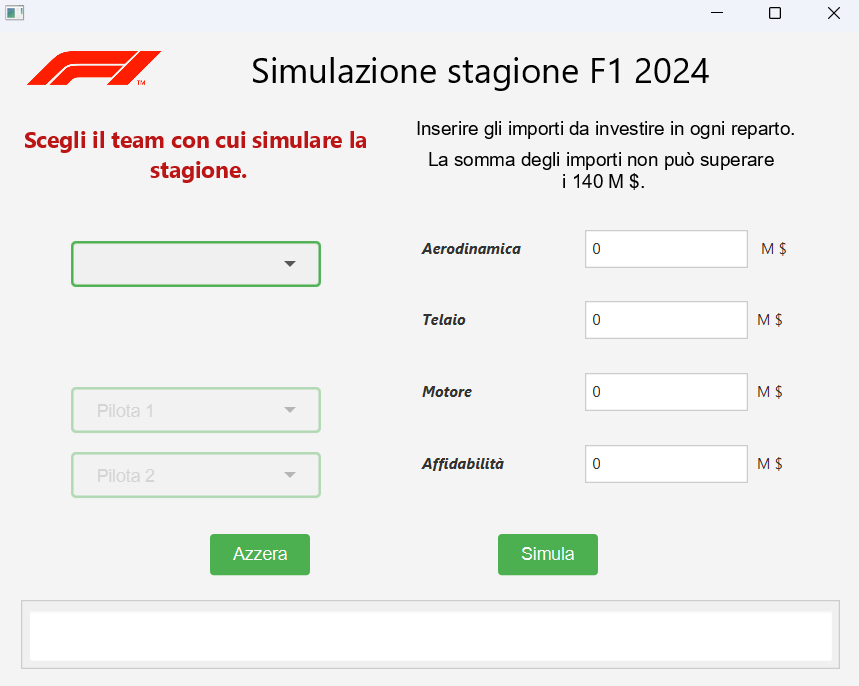 Simulazione stagione F1 2024
Scegli il team con cui simulare la
stagione.
Inserire gli importi da investire in ogni reparto.
La somma degli importi non può superare
i 140 M $.
Aerodinamica 0 M $
Telaio 0 M $
Pilota 1
Motore 0 M $
Pilota 2
Affidabilità 0 M $
Azzera Simula